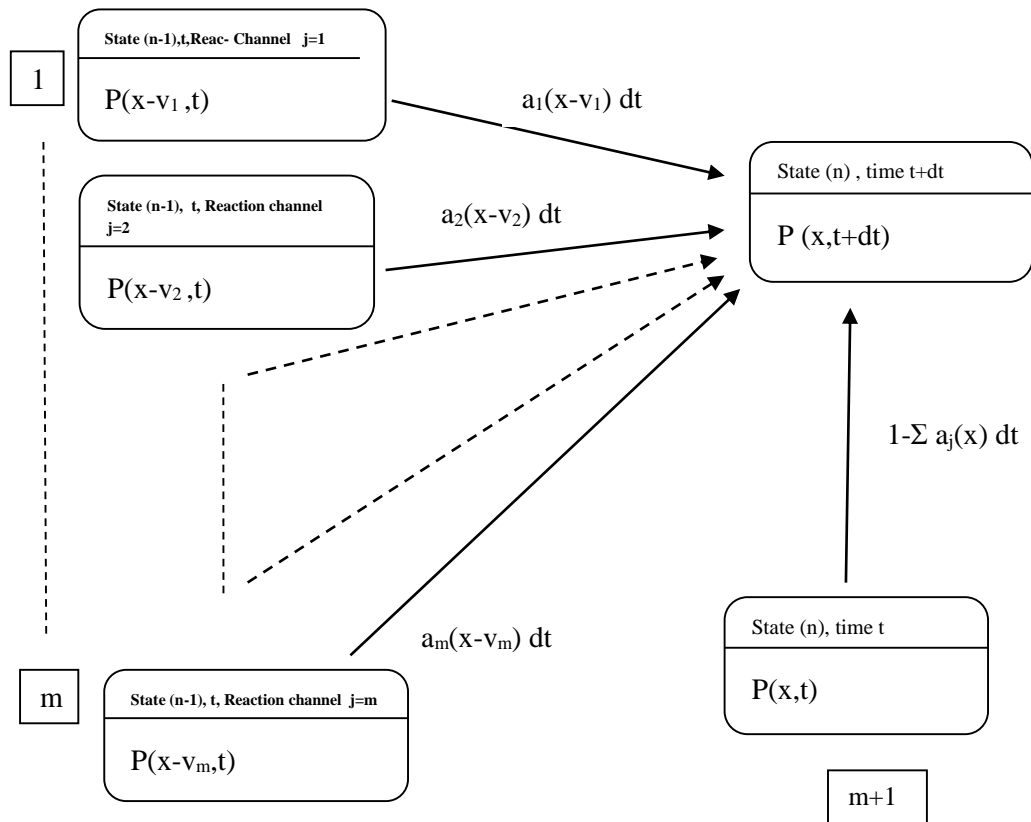 1
State (n-1),t,Reac- Channel j=1
P(x-v₁ ,t)
a₁(x-v₁) dt
State (n-1), t, Reaction channel
j=2
P(x-v₂ ,t)
a₂(x-v₂) dt
State (n) , time t+dt
P (x,t+dt)
1-Σ aⱼ(x) dt
aₘ(x-vₘ) dt
m
State (n-1), t, Reaction channel j=m
P(x-vₘ,t)
State (n), time t
P(x,t)
m+1